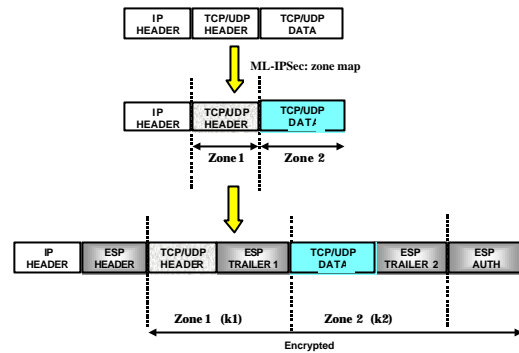 IP HEADER
TCP/UDP HEADER
TCP/UDP DATA
ML-IPSec: zone map
IP HEADER
TCP/UDP HEADER
TCP/UDP DATA
Zone 1
Zone 2
IP HEADER
ESP HEADER
TCP/UDP HEADER
ESP TRAILER 1
TCP/UDP DATA
ESP TRAILER 2
ESP AUTH
Zone 1 (k1)
Zone 2 (k2)
Encrypted